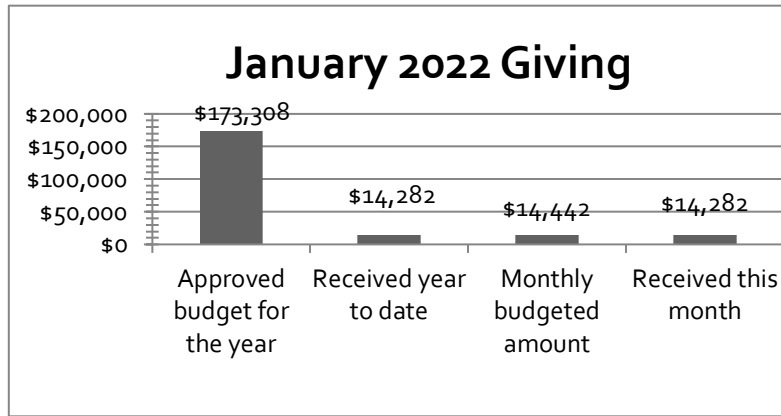 January 2022 Giving
$200,000
$150,000
$100,000
$50,000
$0
$173,308
$14,282
$14,442
$14,282
Approved
budget for
the year
Received year
to date
Monthly
budgeted
amount
Received this
month